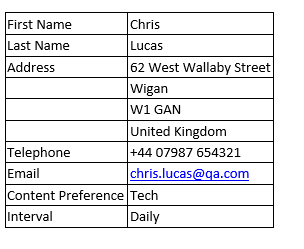 First Name Chris
Last Name Lucas
Address 62 West Wallaby Street
Wigan
W1 GAN
United Kingdom
Telephone +44 07987 654321
Email chris.lucas@qa.com
Content Preference Tech
Interval Daily